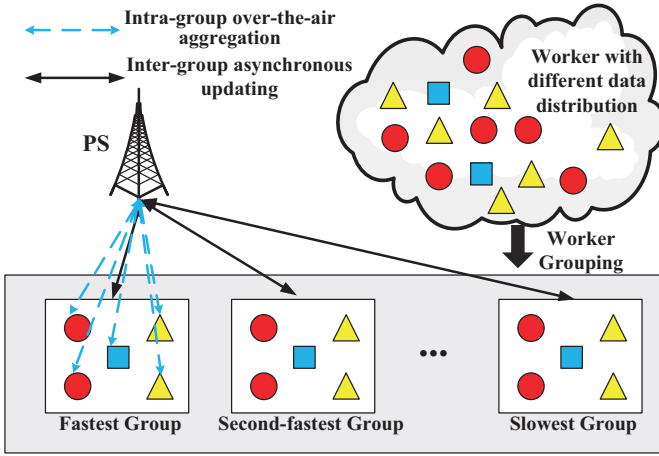 Intra-group over-the-air
aggregation
Inter-group asynchronous
updating
PS
Worker with
different data
distribution
Worker
Grouping
...
Fastest Group
Second-fastest Group
Slowest Group